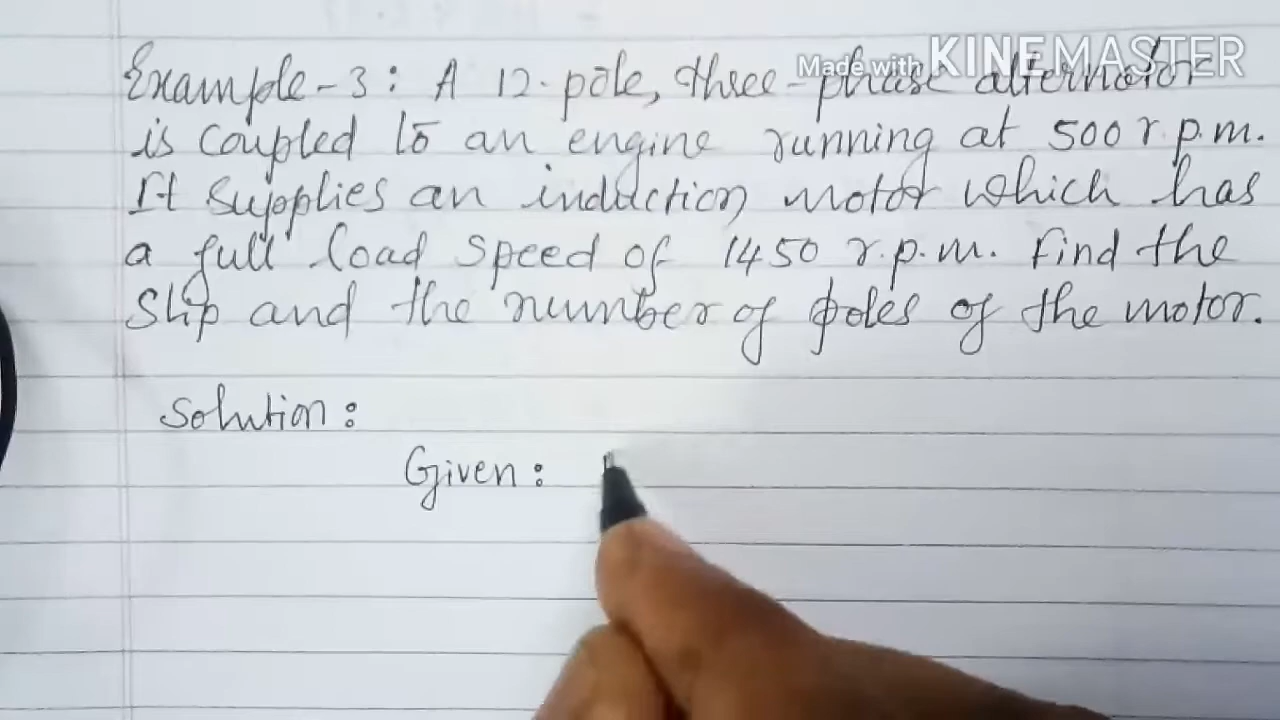 Made with KINEMASTER
Example-3: A 12-pole, three-phase alternator
is coupled to an engine running at 500 r.p.m.
It supplies an induction motor which has
a full load speed of 1450 r.p.m. Find the
slip and the number of poles of the motor.
Solution:
Given: